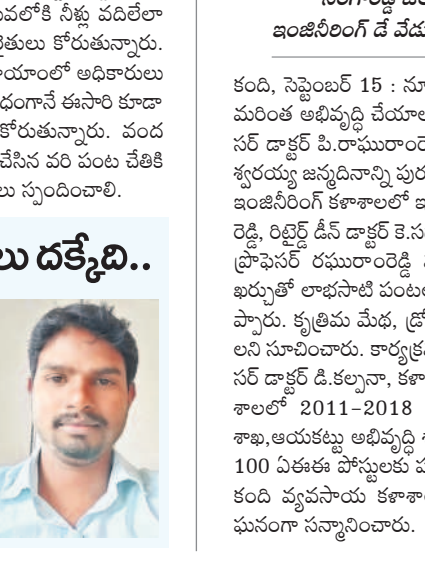 వలోకి నీళ్లు వదిలేలా
రైతులు కోరుతున్నారు.
యాంలో అధికారులు
ధంగానే ఈసారి కూడా
కోరుతున్నారు. వంద
చేసిన వరి పంట చేతికి
లు స్పందించాలి.
లు దక్కేది..
ఇంజినీరింగ్ డే వేడు
కంది, సెప్టెంబర్ 15 : నూ
మరింత అభివృద్ధి చేయాల
సర్ డాక్టర్ పి.రాఘురాంరె
శ్వరయ్య జన్మదినాన్ని పుర
ఇంజినీరింగ్ కళాశాలలో ఇ
రెడ్డి, రిటైర్డ్ డీన్ డాక్టర్ కె.స
ప్రొఫెసర్ రఘురాంరెడ్డి
ఖర్చుతో లాభసాటి పంటల
ప్పారు. కృత్రిమ మేథ, డ్రో
లని సూచించారు. కార్యక్ర
సర్ డాక్టర్ డి.కల్పనా, కళా
శాలలో 2011-2018
శాఖ,ఆయకట్టు అభివృద్ధి శ
100 ఏఈఈ పోస్టులకు ప
కంది వ్యవసాయ కళాశా
ఘనంగా సన్మానించారు.